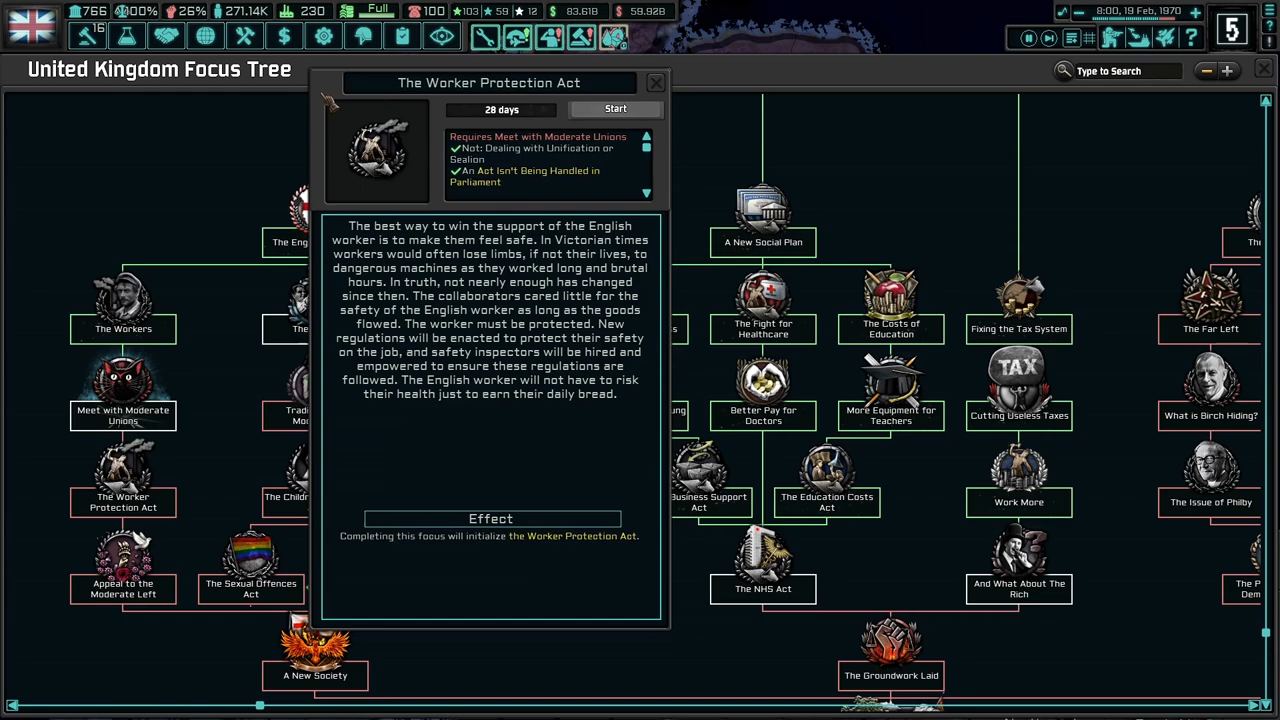 766
100%
26%
271.14K
230
Full
100
103
59
12
$ 83.61B
$ 59.92B
8:00, 19 Feb, 1970
5
16
United Kingdom Focus Tree
Type to Search
The Worker Protection Act
28 days
Start
Requires Meet with Moderate Unions
Not: Dealing with Unification or
Sealion
An Act Isn't Being Handled in
Parliament
The best way to win the support of the English
worker is to make them feel safe. In Victorian times
workers would often lose limbs, if not their lives, to
dangerous machines as they worked long and brutal
hours. In truth, not nearly enough has changed
since then. The collaborators cared little for the
safety of the English worker as long as the goods
flowed. The worker must be protected. New
regulations will be enacted to protect their safety
on the job, and safety inspectors will be hired and
empowered to ensure these regulations are
followed. The English worker will not have to risk
their health just to earn their daily bread.
Effect
Completing this focus will initialize the Worker Protection Act.
The Eng
A New Social Plan
The Workers
The
The Fight for
Healthcare
The Costs of
Education
Fixing the Tax System
The Far Left
TAX
Meet with Moderate
Unions
Better Pay for
Doctors
More Equipment for
Teachers
Cutting Useless Taxes
What is Birch Hiding?
The Worker
Protection Act
The Child
Business Support
Act
The Education Costs
Act
Work More
The Issue of Philby
Appeal to the
Moderate Left
The Sexual Offences
Act
The NHS Act
And What About The
Rich
The P
Dem
A New Society
The Groundwork Laid